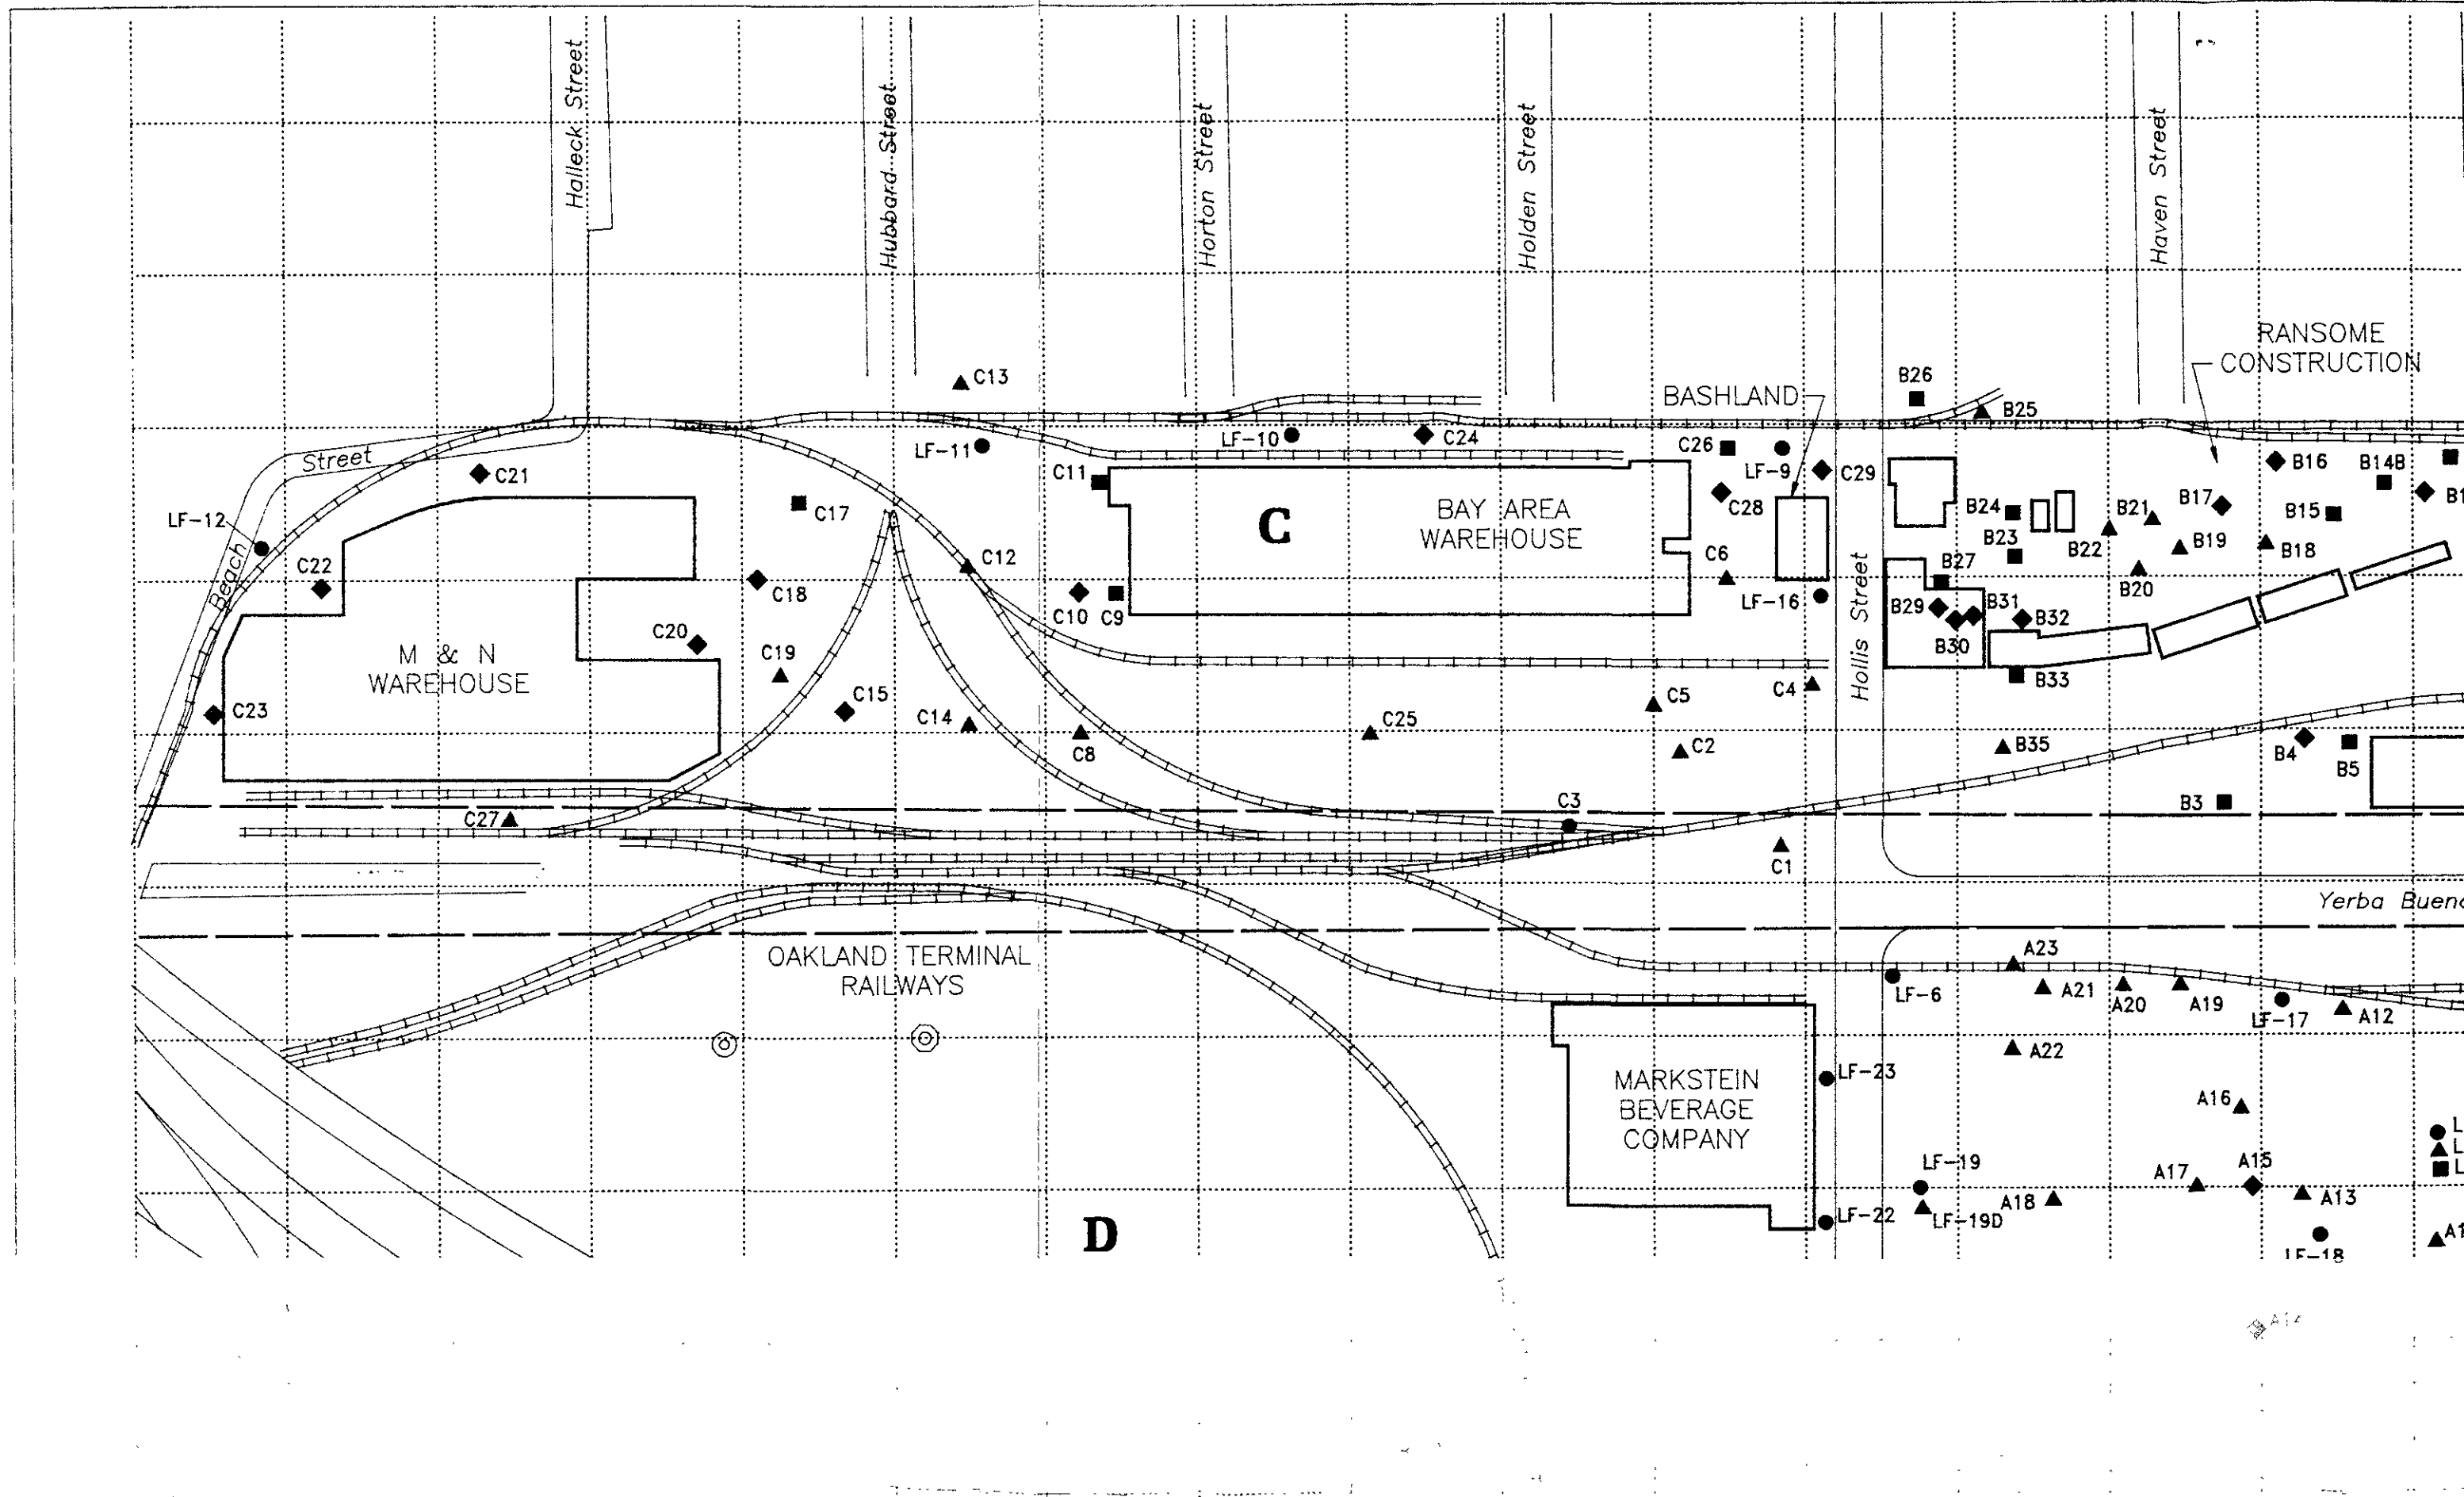 Halleck Street
Hubbard Street
Horton Street
Holden Street
Haven Street
RANSOME
CONSTRUCTION
C13
BASHLAND
B26
B25
LF-11
LF-10
C24
C26
LF-9
C29
B16
B14B
Beach Street
C21
C11
C28
B24
B21
B17
B15
B1
LF-12
C17
C
BAY AREA
WAREHOUSE
B23
B22
B19
B18
C22
C12
C6
B27
B20
C18
C10
C9
LF-16
B29
B31
B32
B30
Hollis Street
M & N
WAREHOUSE
C20
C19
C4
B33
C23
C15
C14
C8
C25
C5
C2
B35
B4
B5
C27
C3
B3
C1
Yerba Buena
OAKLAND TERMINAL
RAILWAYS
A23
LF-6
A21
A20
A19
LF-17
A12
A22
MARKSTEIN
BEVERAGE
COMPANY
LF-23
A16
L
L
L
LF-19
A17
A15
A13
A18
D
LF-22
LF-19D
LF-18
A1
A14